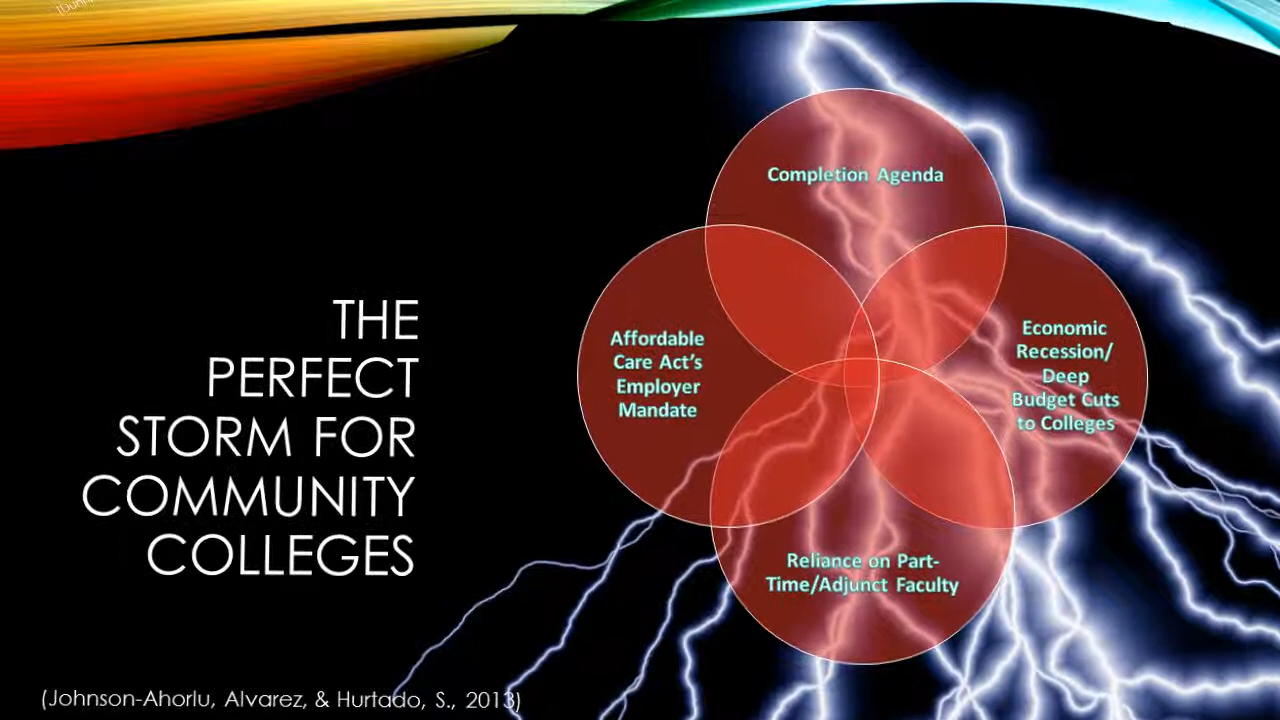 THE
PERFECT
STORM FOR
COMMUNITY
COLLEGES
Completion Agenda
Affordable
Care Act's
Employer
Mandate
Economic
Recession/
Deep
Budget Cuts
to Colleges
Reliance on Part-
Time/Adjunct Faculty
(Johnson-Ahorlu, Alvarez, & Hurtado, S., 2013)